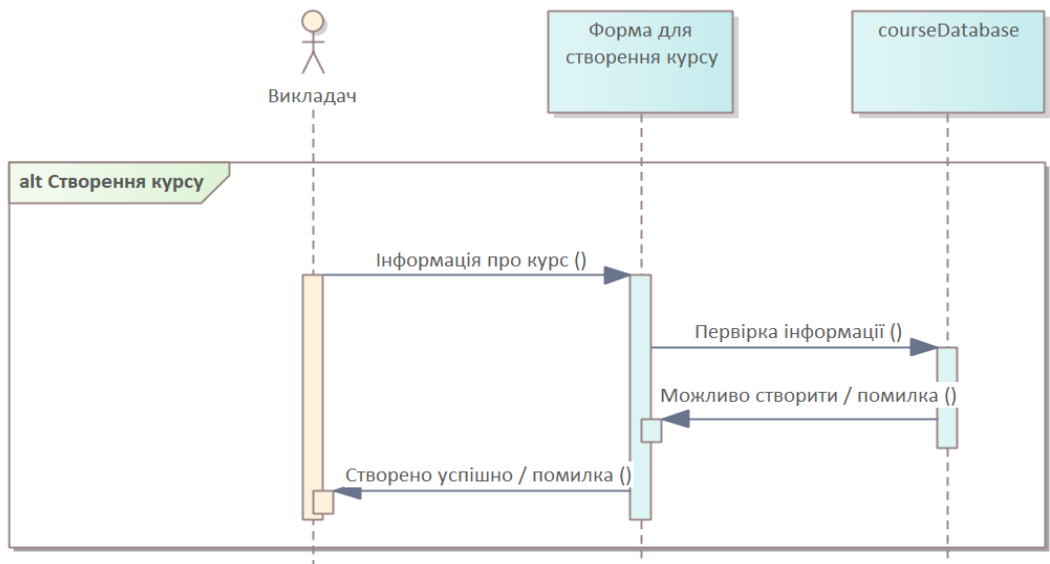 Викладач
Форма для
створення курсу
courseDatabase
alt Створення курсу
Інформація про курс ()
Первірка інформації ()
Можливо створити / помилка ()
Створено успішно / помилка ()